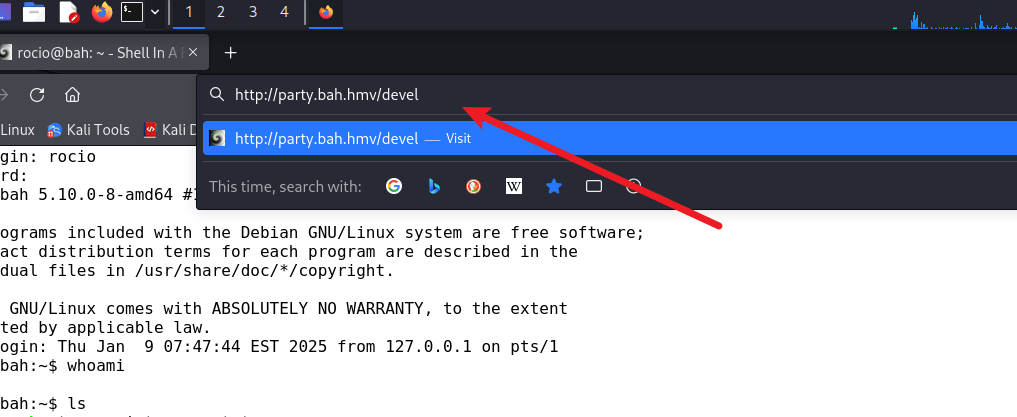 1 2 3 4
rocio@bah: ~ - Shell In A
http://party.bah.hmv/devel
http://party.bah.hmv/devel — Visit
Linux Kali Tools Kali
This time, search with:
gin: rocio
rd:
bah 5.10.0-8-amd64
ograms included with the Debian GNU/Linux system are free software;
act distribution terms for each program are described in the
dual files in /usr/share/doc/*/copyright.
GNU/Linux comes with ABSOLUTELY NO WARRANTY, to the extent
ted by applicable law.
ogin: Thu Jan  9 07:47:44 EST 2025 from 127.0.0.1 on pts/1
bah:~$ whoami
bah:~$ ls